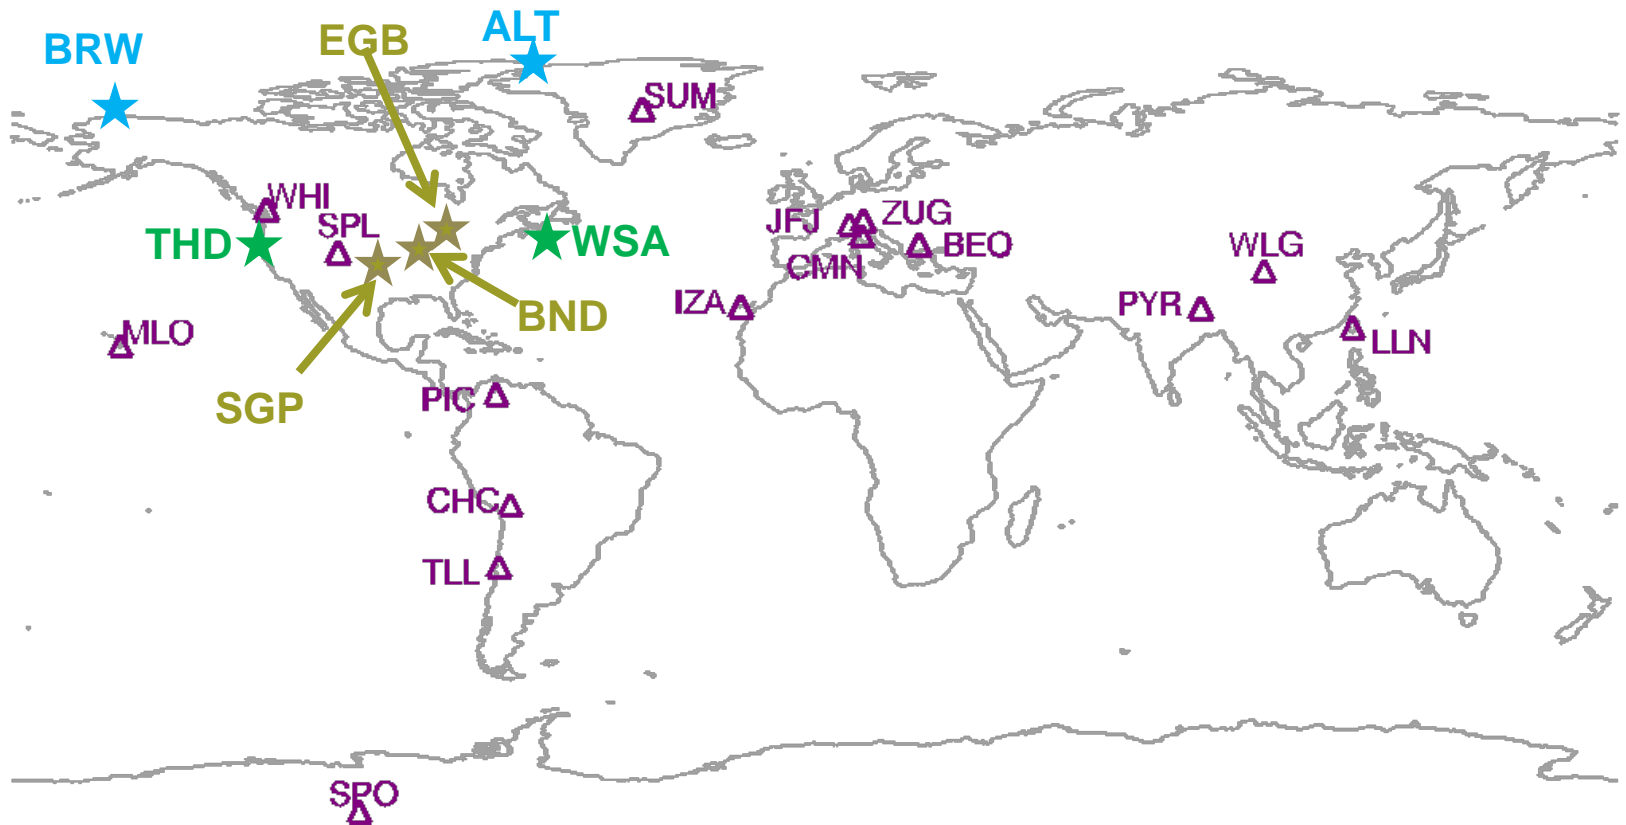 ALT
EGB
BRW
SUM
WHI
SPL
THD
WSA
JFJ
ZUG
BEO
WLG
CMN
IZA
PYR
BND
MLO
LLN
PIC
SGP
CHC
TLL
SPO